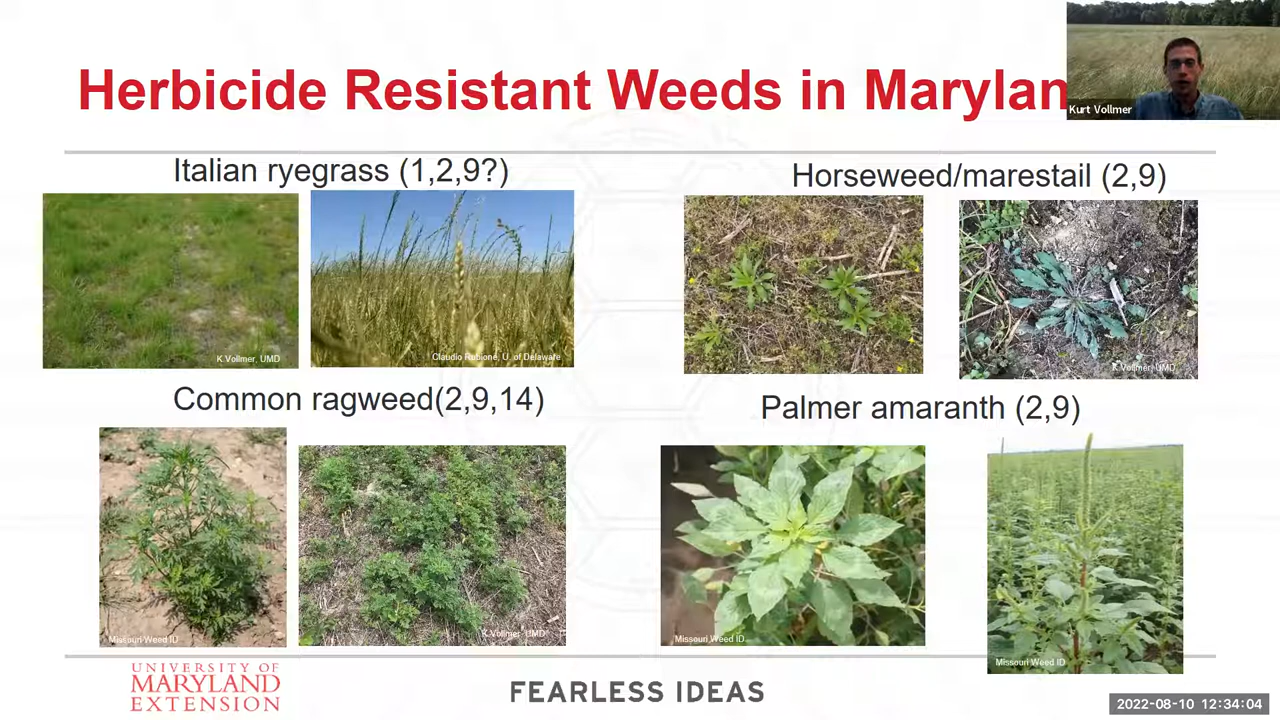 Herbicide Resistant Weeds in Marylan
Kurt Vollmer
Italian ryegrass (1,2,9?)
Horseweed/marestail (2,9)
K.Vollmer, UMD
Claudio Rubione, U. of Delaware
K Vollmer, UMD
Common ragweed(2,9,14)
Palmer amaranth (2,9)
Missouri Weed ID
K.Vollmer, UMD
Missouri Weed ID
Missouri Weed ID
UNIVERSITY OF
MARYLAND
EXTENSION
FEARLESS IDEAS
2022-08-10 12:34:04